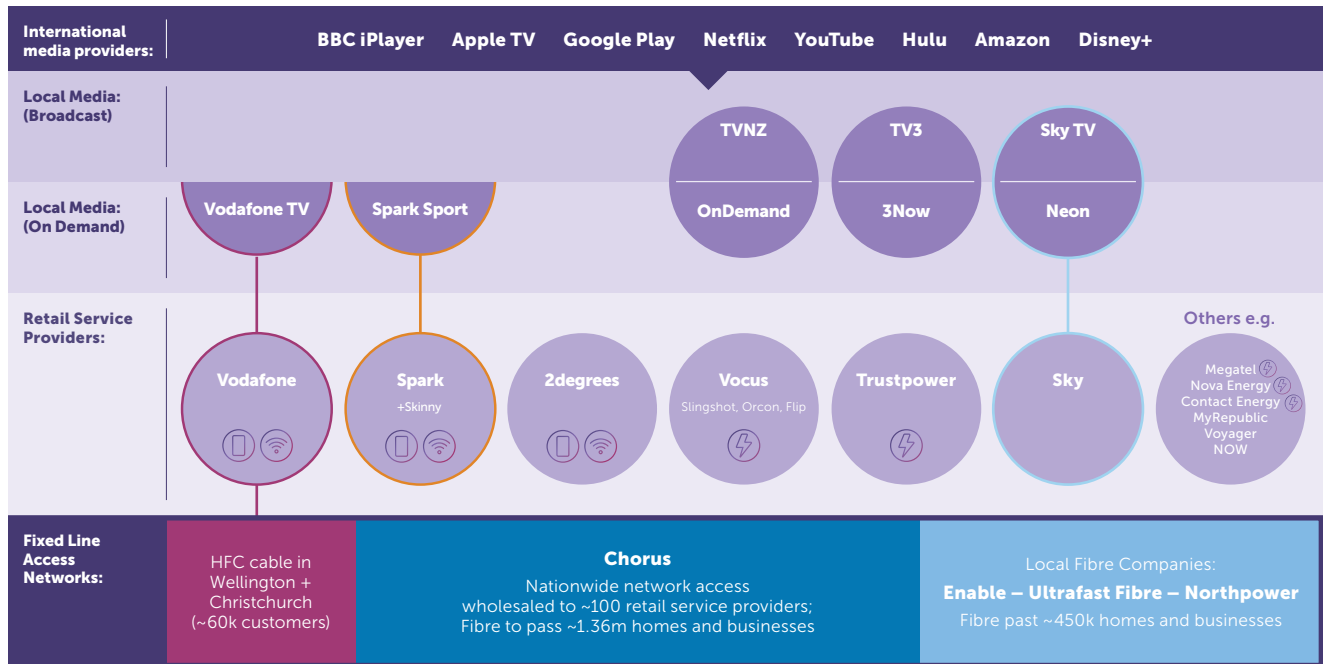 International
media providers:
BBC iPlayer Apple TV Google Play Netflix YouTube Hulu Amazon Disney+
Local Media:
(Broadcast)
TVNZ
TV3
Sky TV
Local Media:
(On Demand)
Vodafone TV
Spark Sport
OnDemand
3Now
Neon
Retail Service
Providers:
Vodafone
Spark
+Skinny
2degrees
Vocus
Slingshot, Orcon, Flip
Trustpower
Sky
Others e.g.
Megatel
Nova Energy
Contact Energy
MyRepublic
Voyager
NOW
Fixed Line
Access
Networks:
HFC cable in
Wellington +
Christchurch
(~60k customers)
Chorus
Nationwide network access
wholesaled to ~100 retail service providers;
Fibre to pass ~1.36m homes and businesses
Local Fibre Companies:
Enable – Ultrafast Fibre – Northpower
Fibre past ~450k homes and businesses